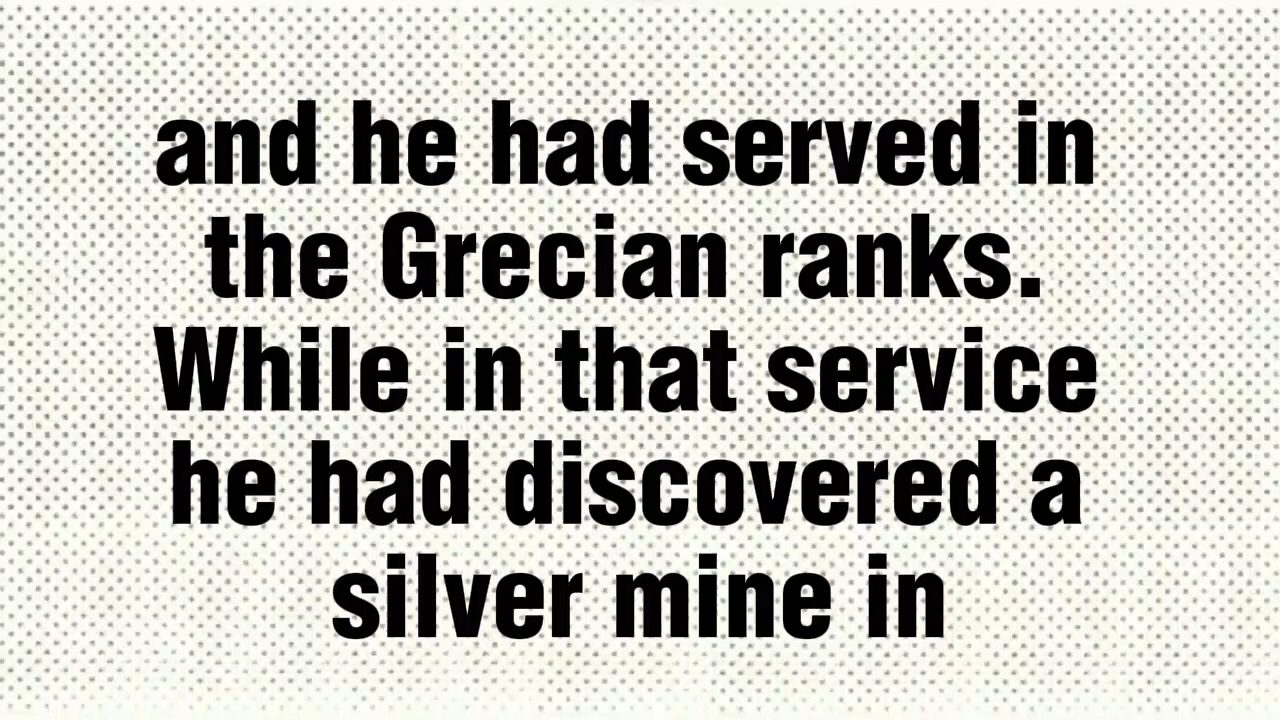 and he had served in
the Grecian ranks.
While in that service
he had discovered a
silver mine in